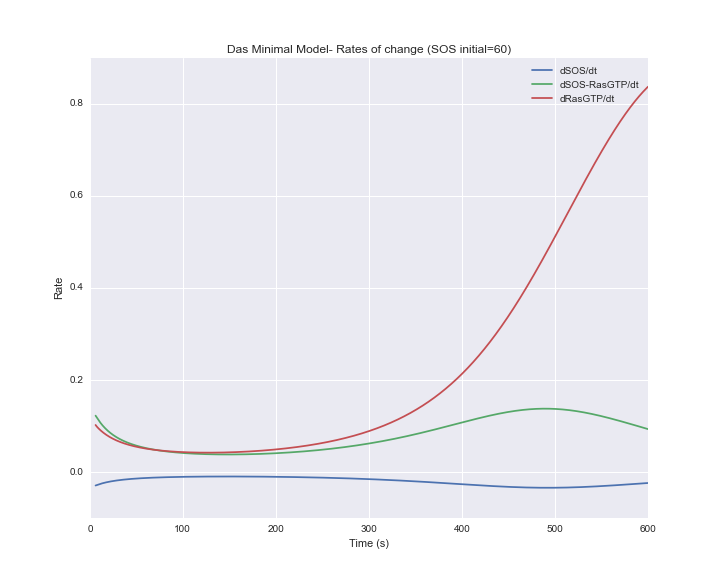 Das Minimal Model- Rates of change (SOS initial=60)
dSOS/dt
dSOS-RasGTP/dt
dRasGTP/dt
0.8
0.6
0.4
0.2
0.0
Rate
0 100 200 300 400 500 600
Time (s)